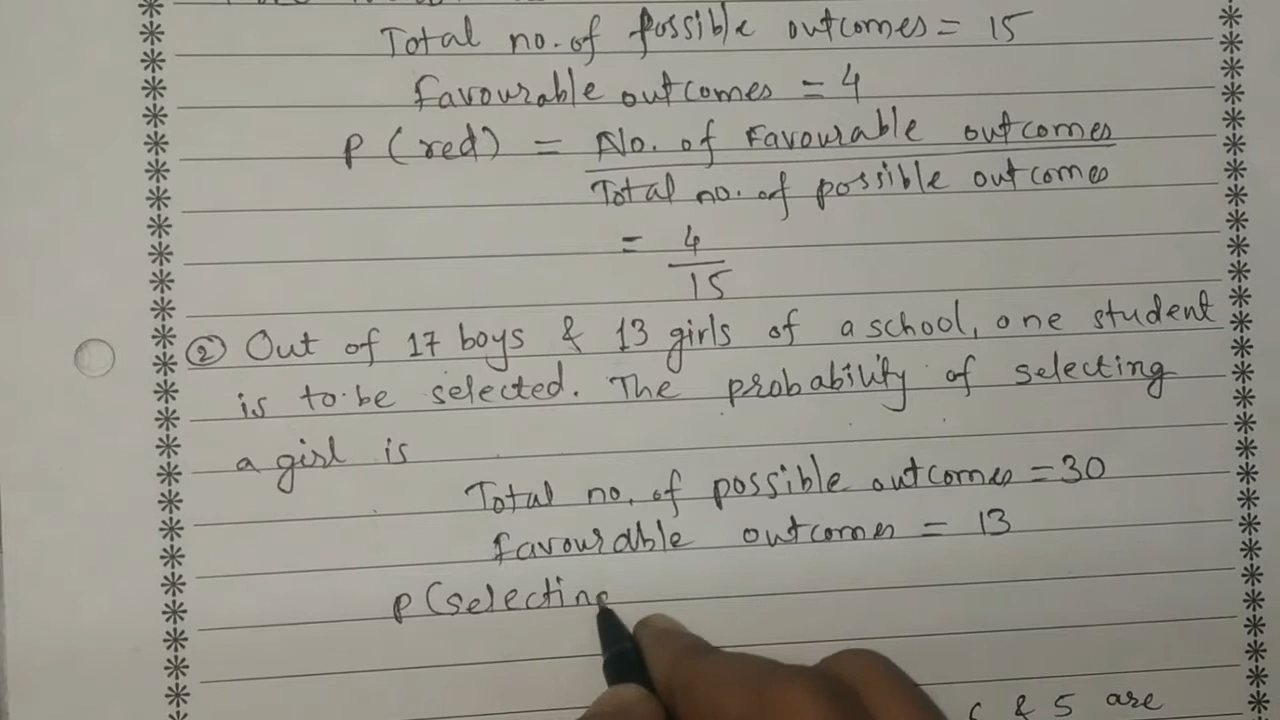 Total no. of possible outcomes = 15
Favourable outcomes = 4
P (red) = No. of Favourable outcomes
Total no. of possible outcomes
= 4
15
② Out of 17 boys & 13 girls of a school, one student
is to be selected. The probability of selecting
a girl is
Total no. of possible outcomes = 30
Favourable outcomes = 13
P (selecting
& 5 are